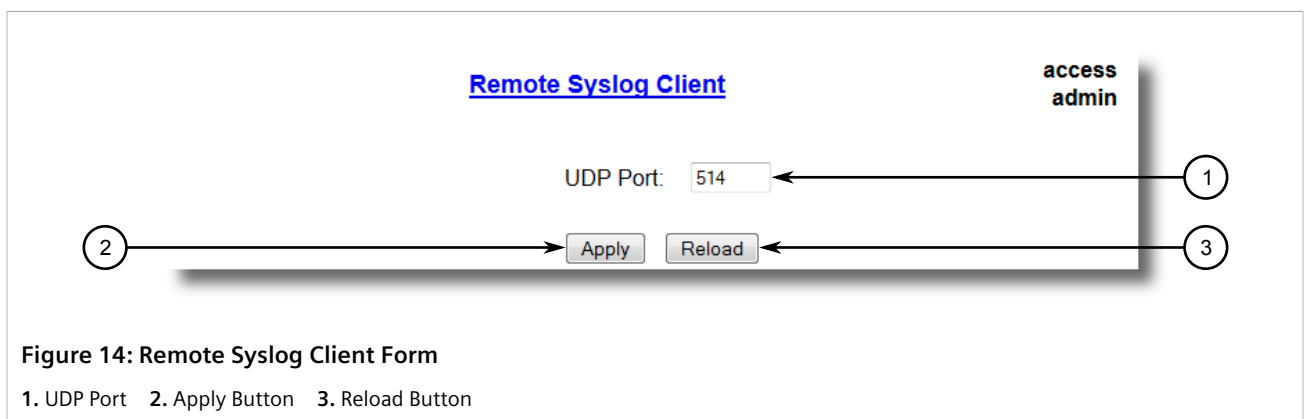 Remote Syslog Client
access
admin
UDP Port: 514
1
2
Apply Reload
3
Figure 14: Remote Syslog Client Form
1. UDP Port 2. Apply Button 3. Reload Button